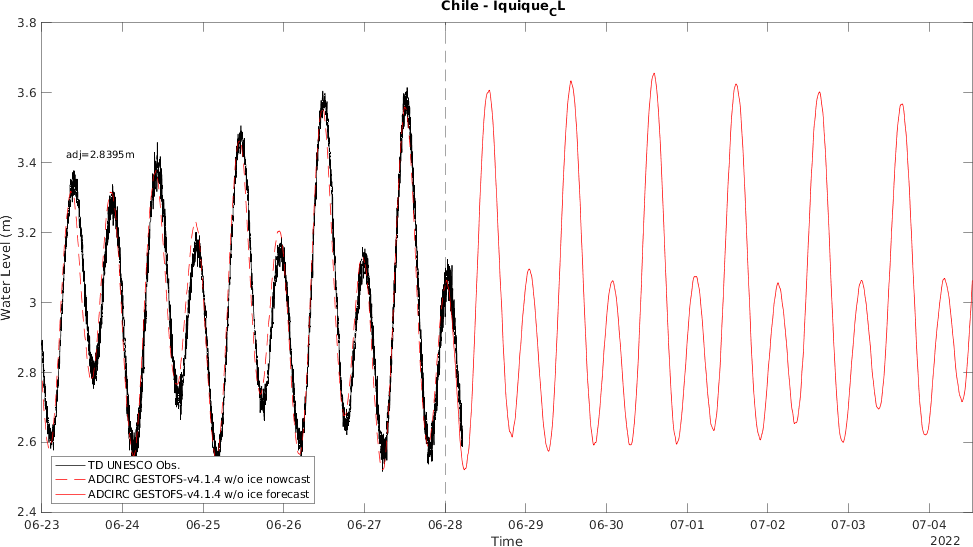 Chile - Iquique_CL
3.8
3.6
3.4
3.2
3
2.8
2.6
2.4
Water Level (m)
adj=2.8395m
TD UNESCO Obs.
ADCIRC GESTOFS-v4.1.4 w/o ice nowcast
ADCIRC GESTOFS-v4.1.4 w/o ice forecast
06-23 06-24 06-25 06-26 06-27 06-28 06-29 06-30 07-01 07-02 07-03 07-04
Time
2022